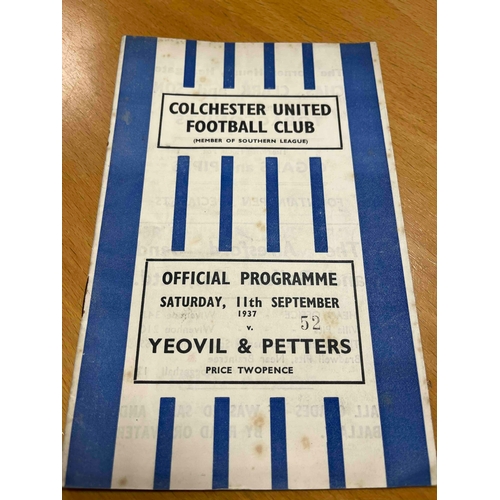 COLCHESTER UNITED
FOOTBALL CLUB
(MEMBER OF SOUTHERN LEAGUE)
OFFICIAL PROGRAMME
SATURDAY, 11th SEPTEMBER
1937
v. 52
YEOVIL & PETTERS
PRICE TWOPENCE